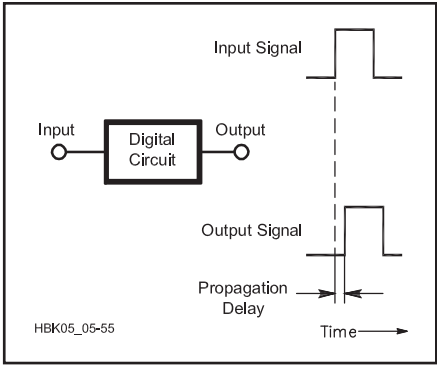 Input Signal
Input
Digital
Circuit
Output
Output Signal
Propagation
Delay
HBK05_05-55
Time